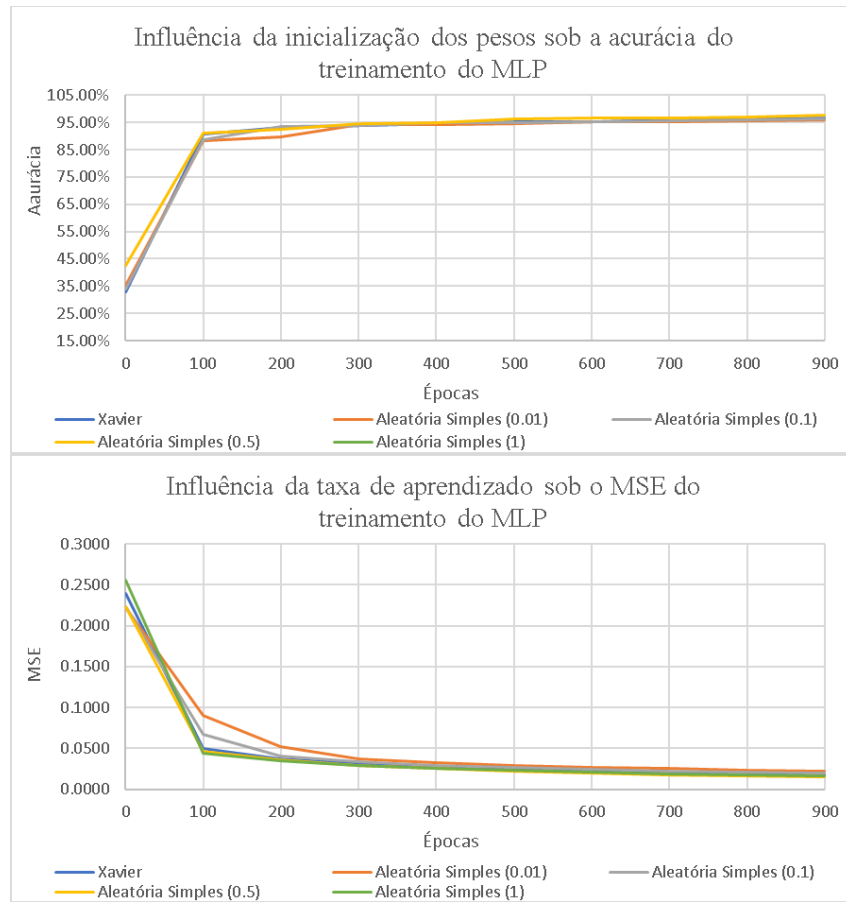 Influência da inicialização dos pesos sob a acurácia do
treinamento do MLP
105.00%
95.00%
85.00%
75.00%
65.00%
55.00%
45.00%
35.00%
25.00%
15.00%
Aaurácia
0 100 200 300 400 500 600 700 800 900
Épocas
Xavier Aleatória Simples (0.01) Aleatória Simples (0.1)
Aleatória Simples (0.5) Aleatória Simples (1)
Influência da taxa de aprendizado sob o MSE do
treinamento do MLP
0.3000
0.2500
0.2000
0.1500
0.1000
0.0500
0.0000
MSE
0 100 200 300 400 500 600 700 800 900
Épocas
Xavier Aleatória Simples (0.01) Aleatória Simples (0.1)
Aleatória Simples (0.5) Aleatória Simples (1)